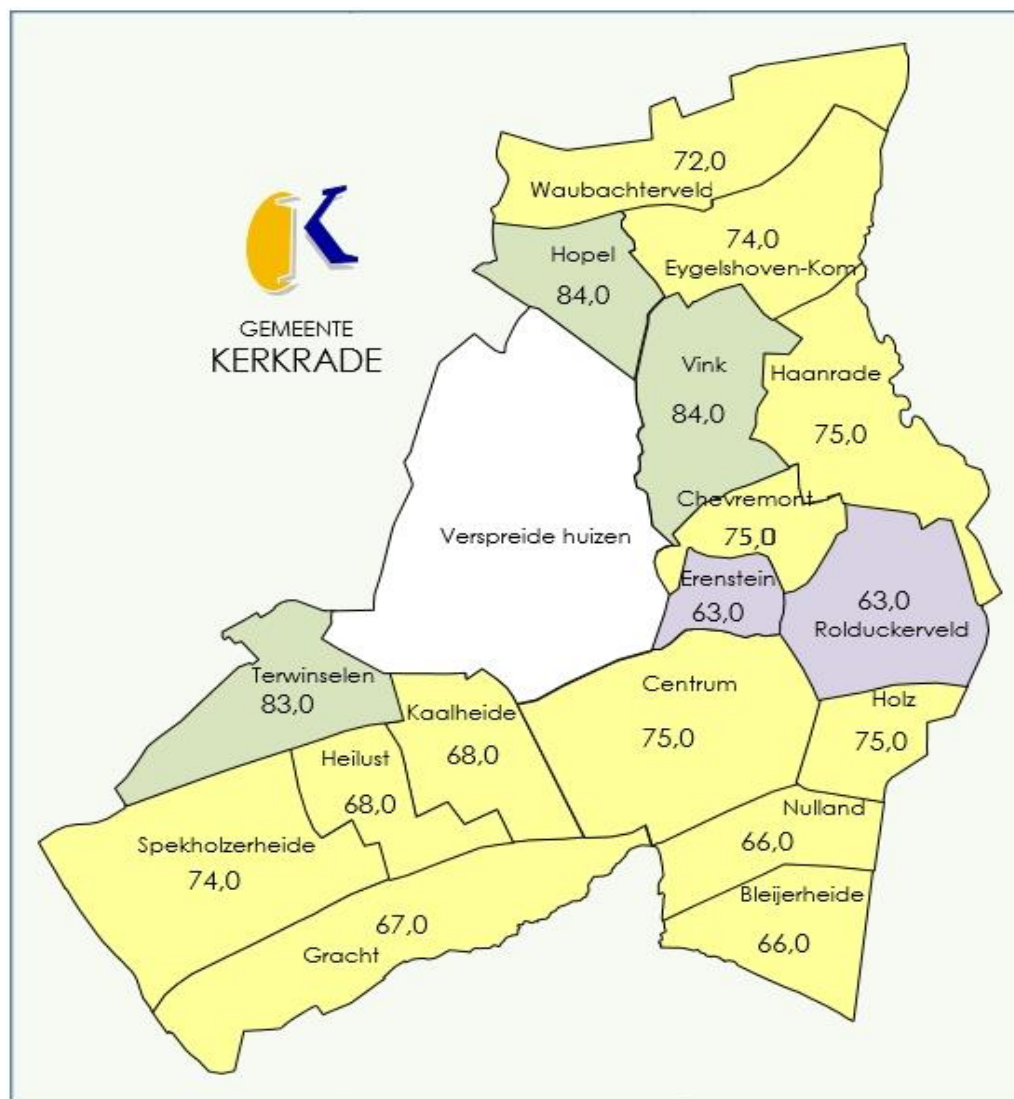 72,0
Waubachterveld
74,0
Eygelshoven-Kom
Hopel
84,0
GEMEENTE
KERKRADE
Vink
84,0
Haanrade
75,0
Chevremont
75,0
Verspreide huizen
Erenstein
63,0
63,0
Rolduckerveld
Terwinselen
83,0
Centrum
75,0
Holz
75,0
Kaalheide
68,0
Heilust
68,0
Nulland
66,0
Spekholzerheide
74,0
Bleijerheide
66,0
67,0
Gracht